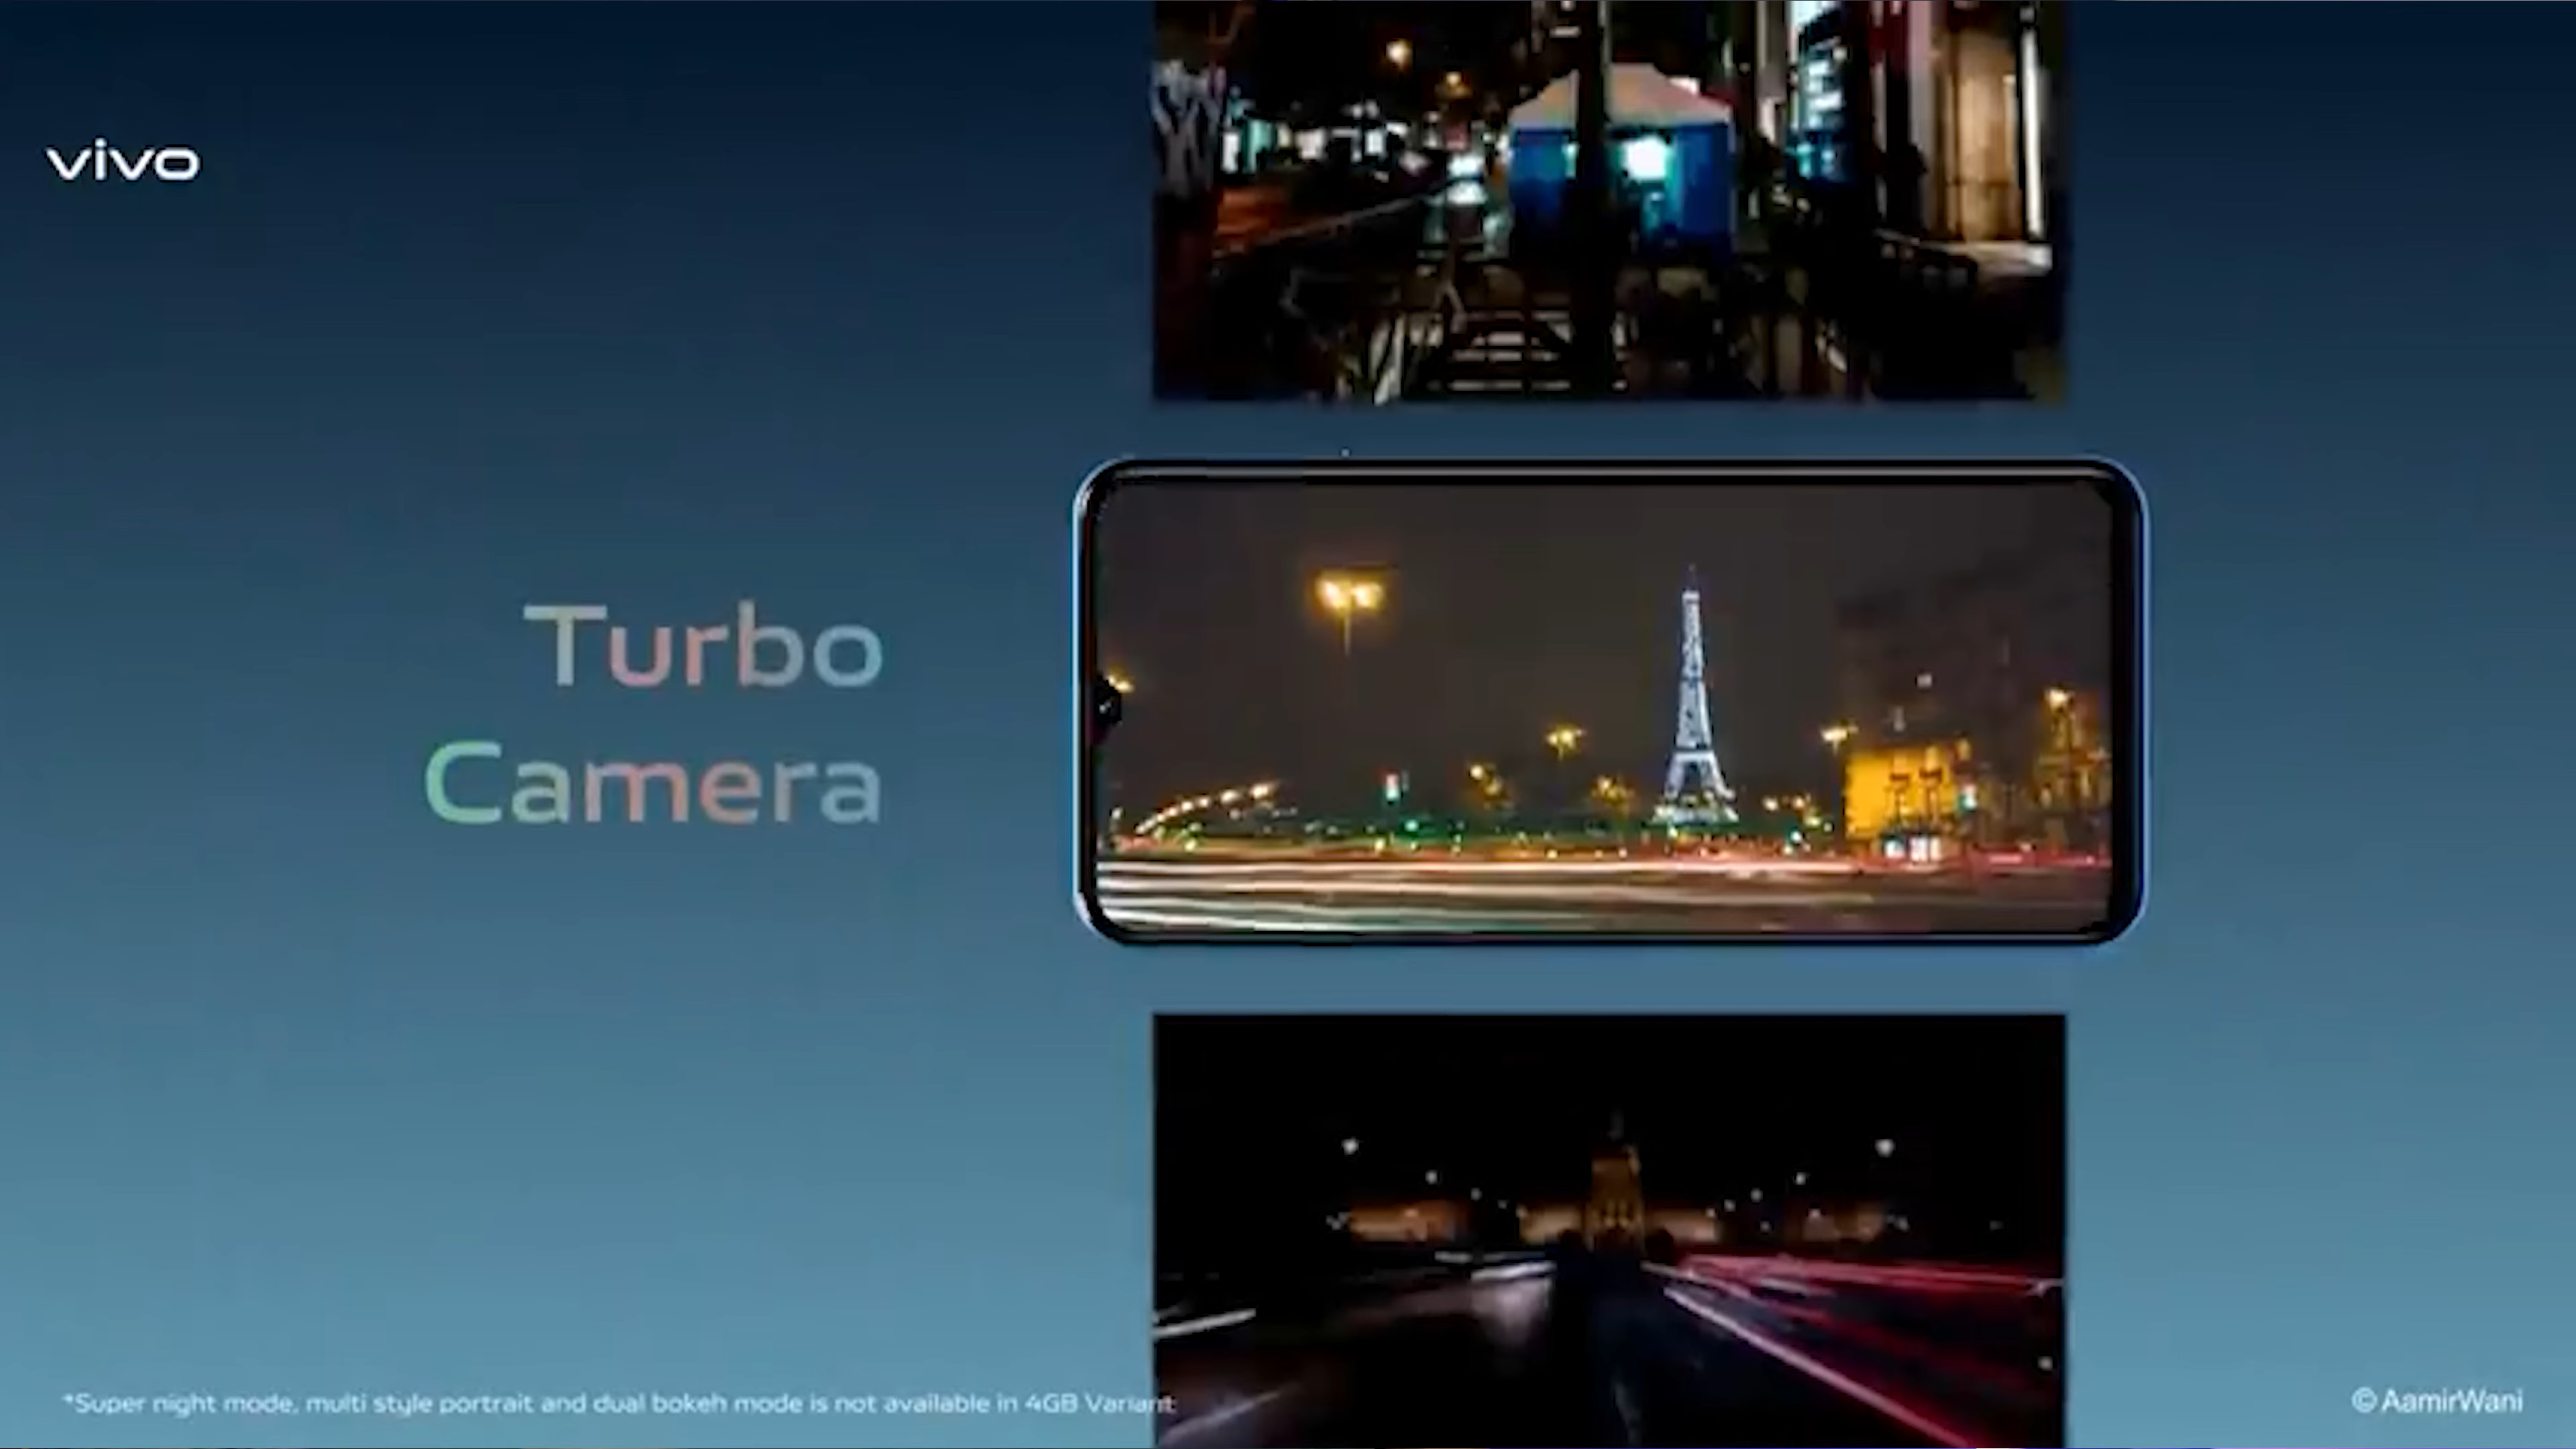 vivo
Turbo
Camera
*Super night mode, multi style portrait and dual bokeh mode is not available in 4GB Variant
©AamirWani